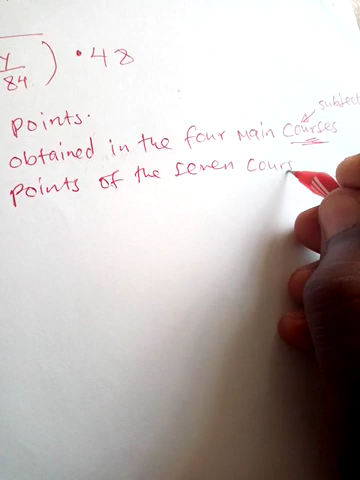 y
84 ) • 48
points.
subject
obtained in the four main courses
points of the seven cours